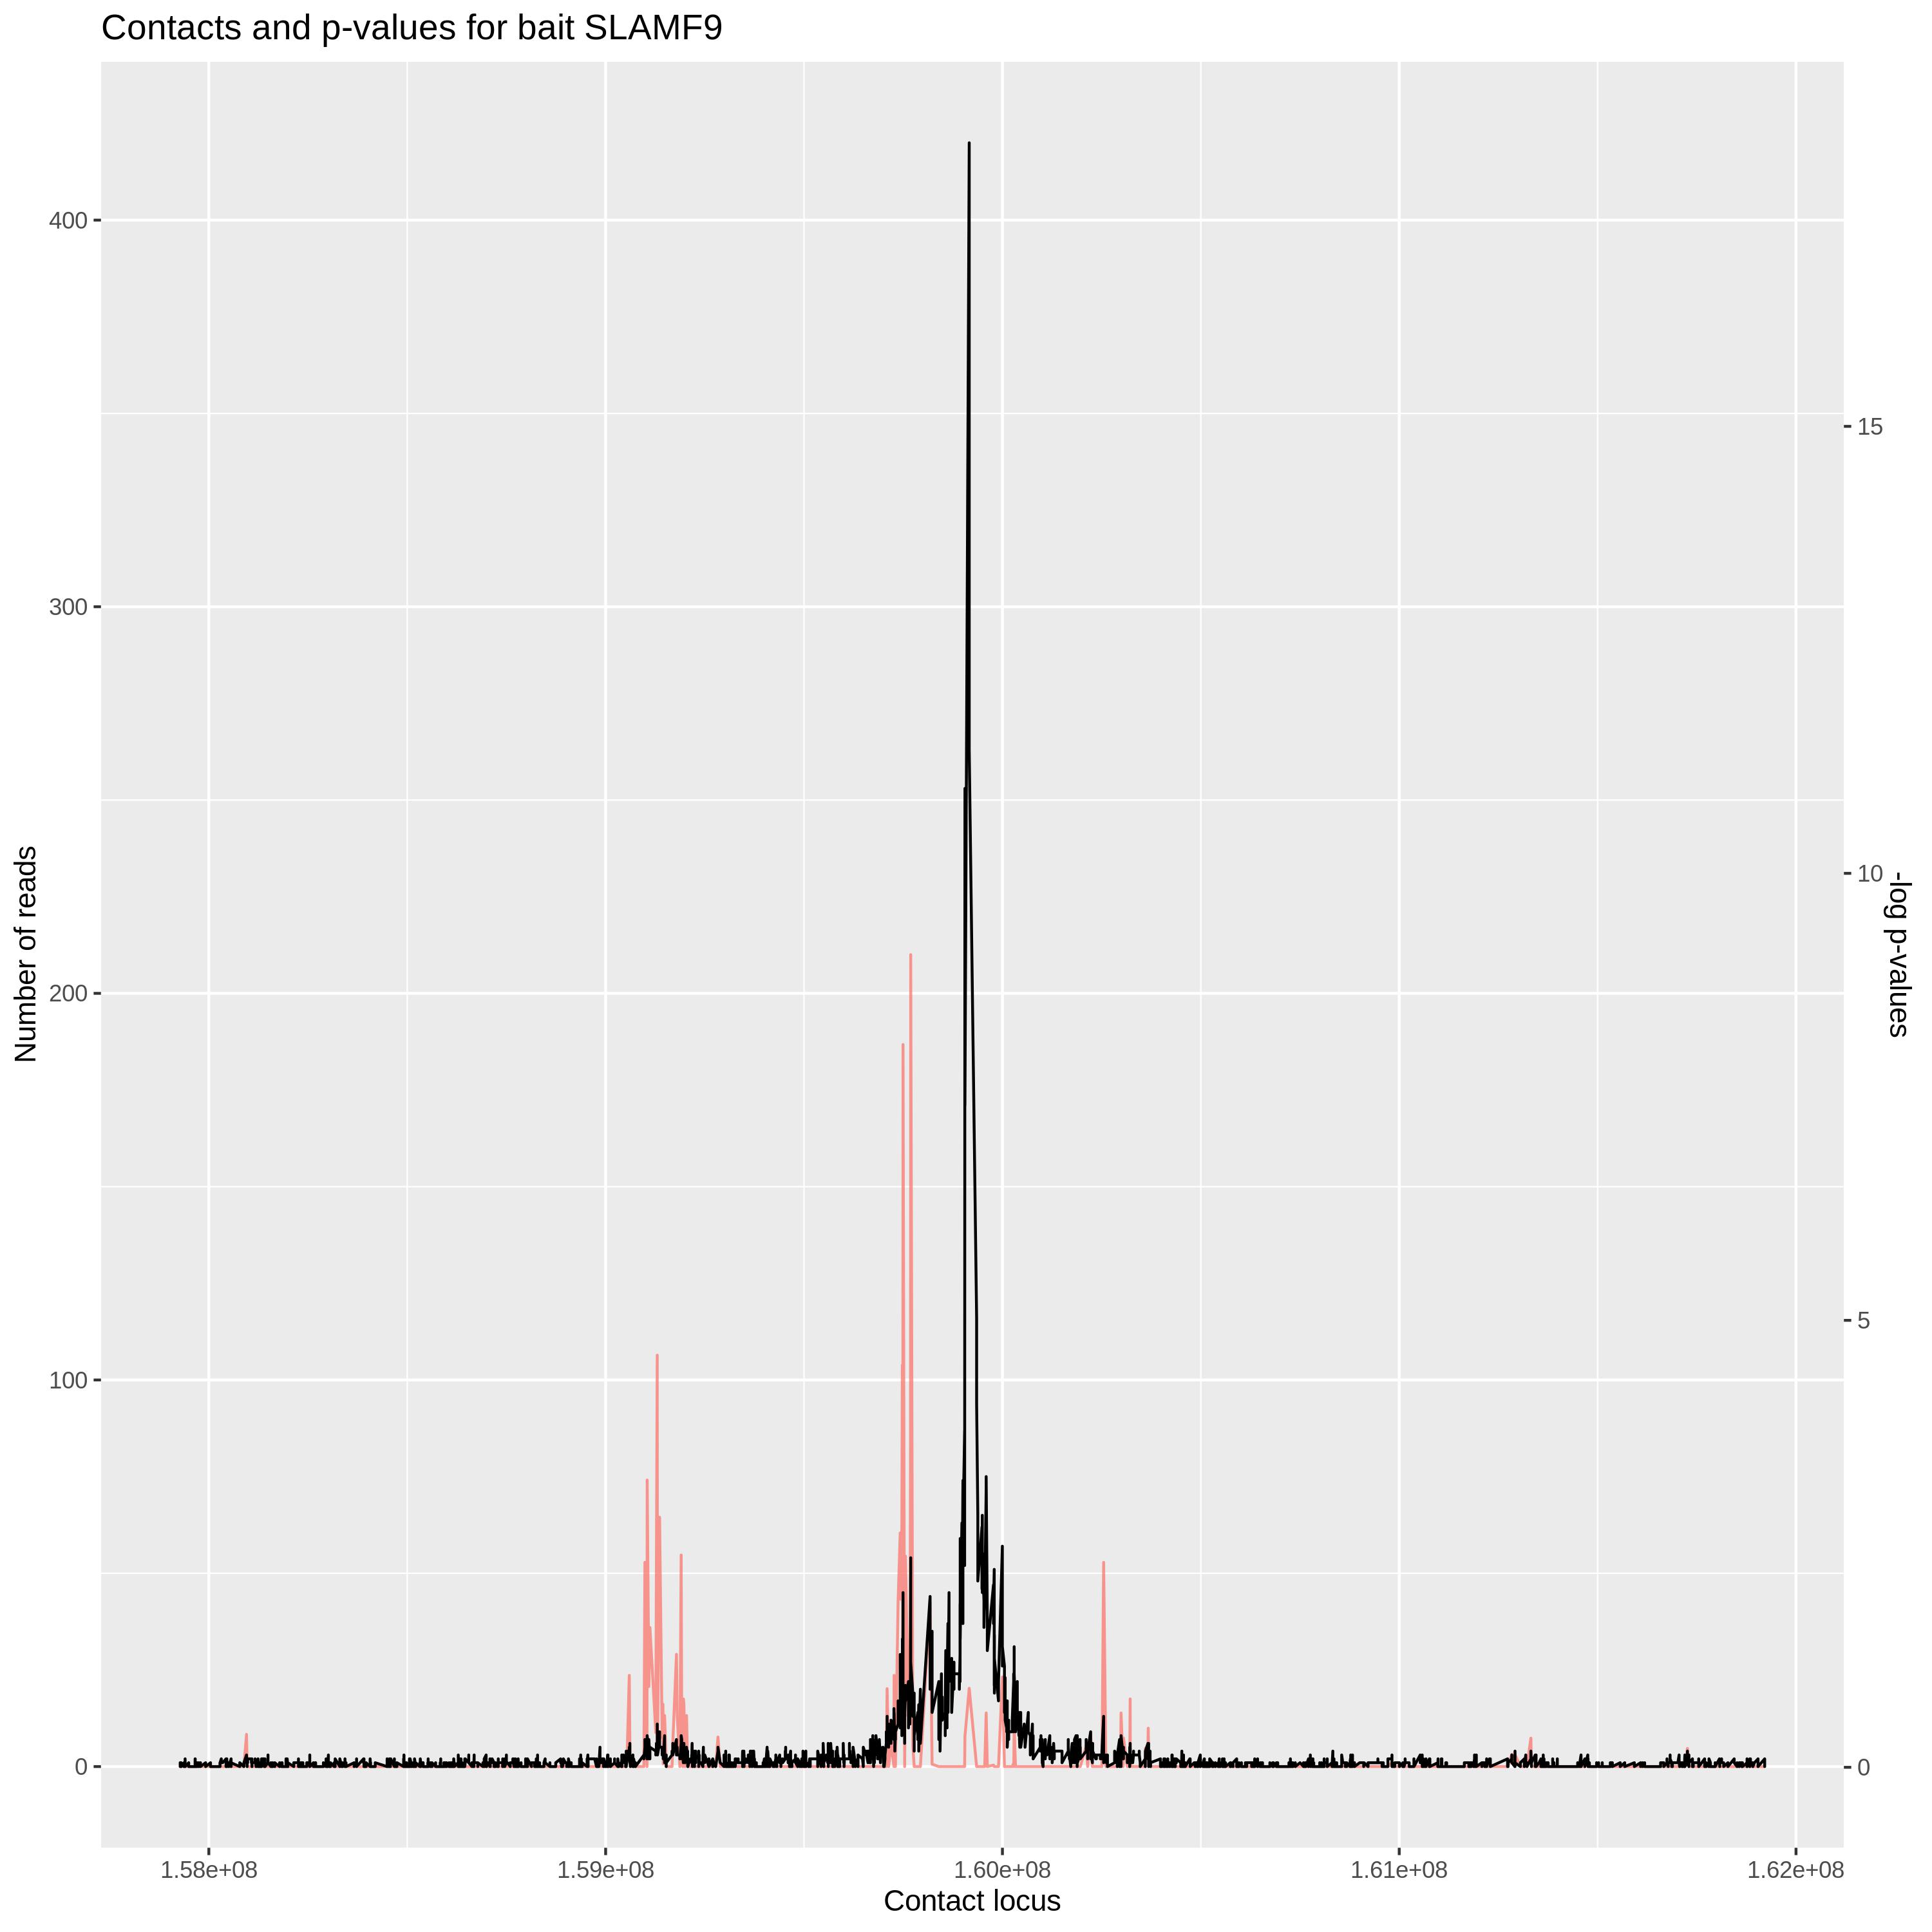 Contacts and p-values for bait SLAMF9
Number of reads
400
300
200
100
0
15
10
5
0
-log p-values
1.58e+08
1.59e+08
1.60e+08
1.61e+08
1.62e+08
Contact locus